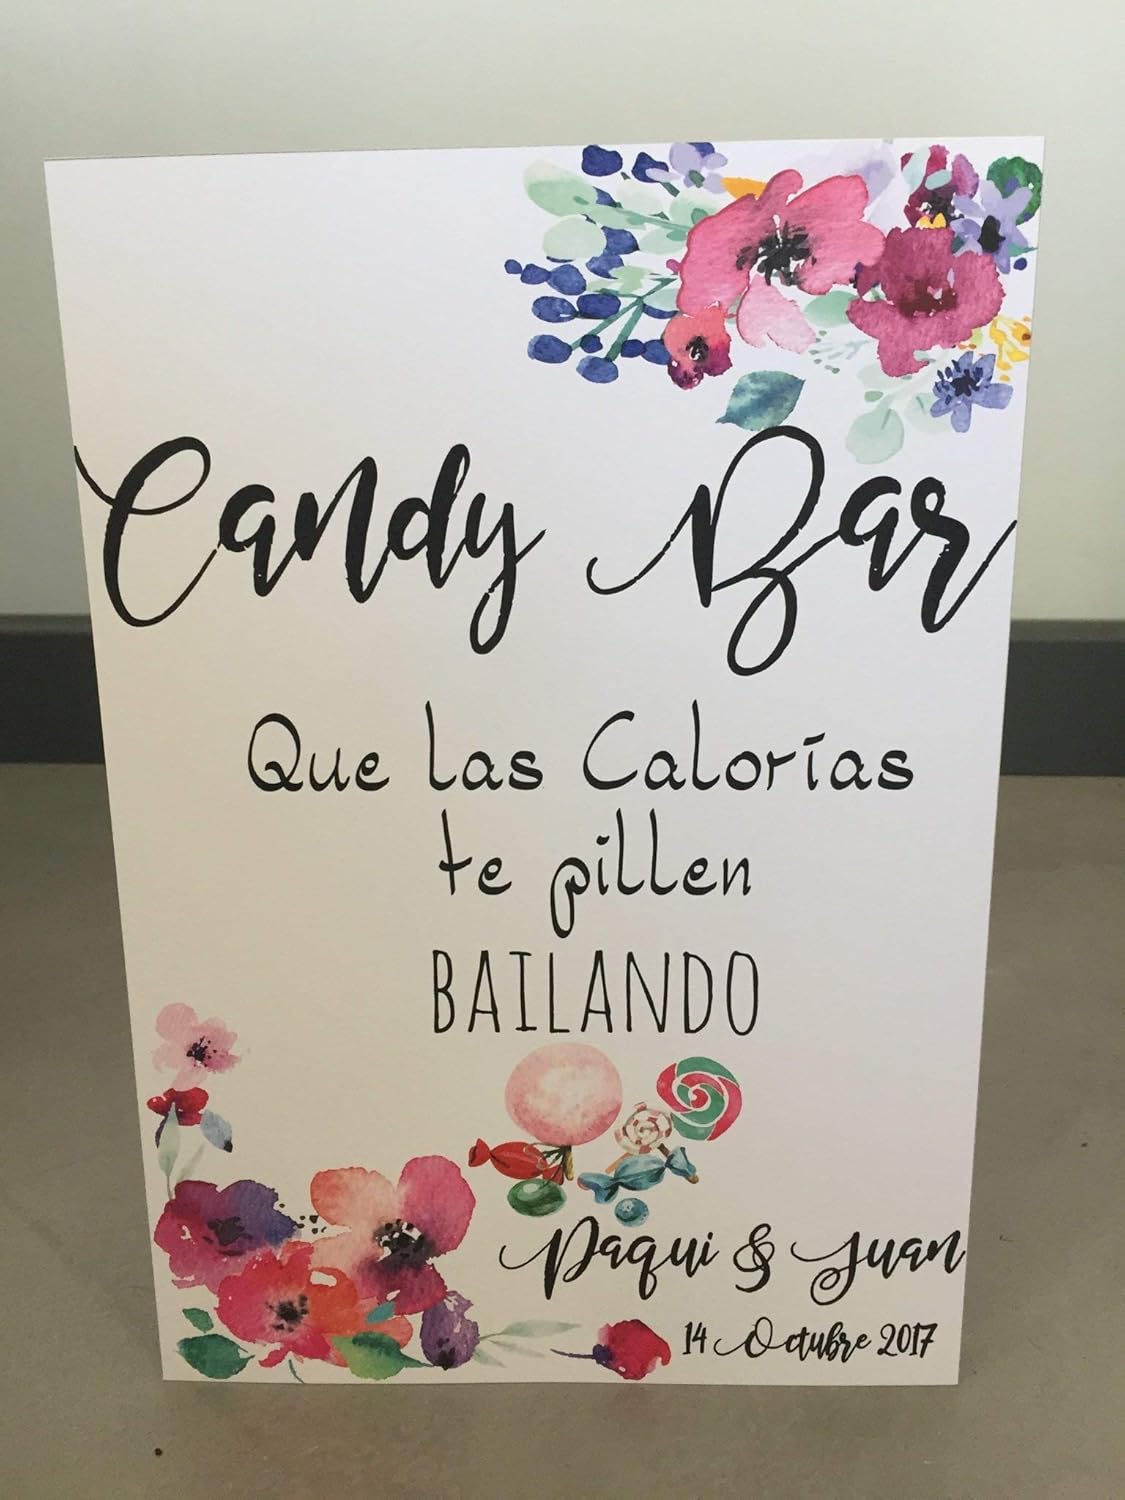 Candy Bar
Que las Calorías
te pillen
BAILANDO
Paqui & Juan
14 Octubre 2017